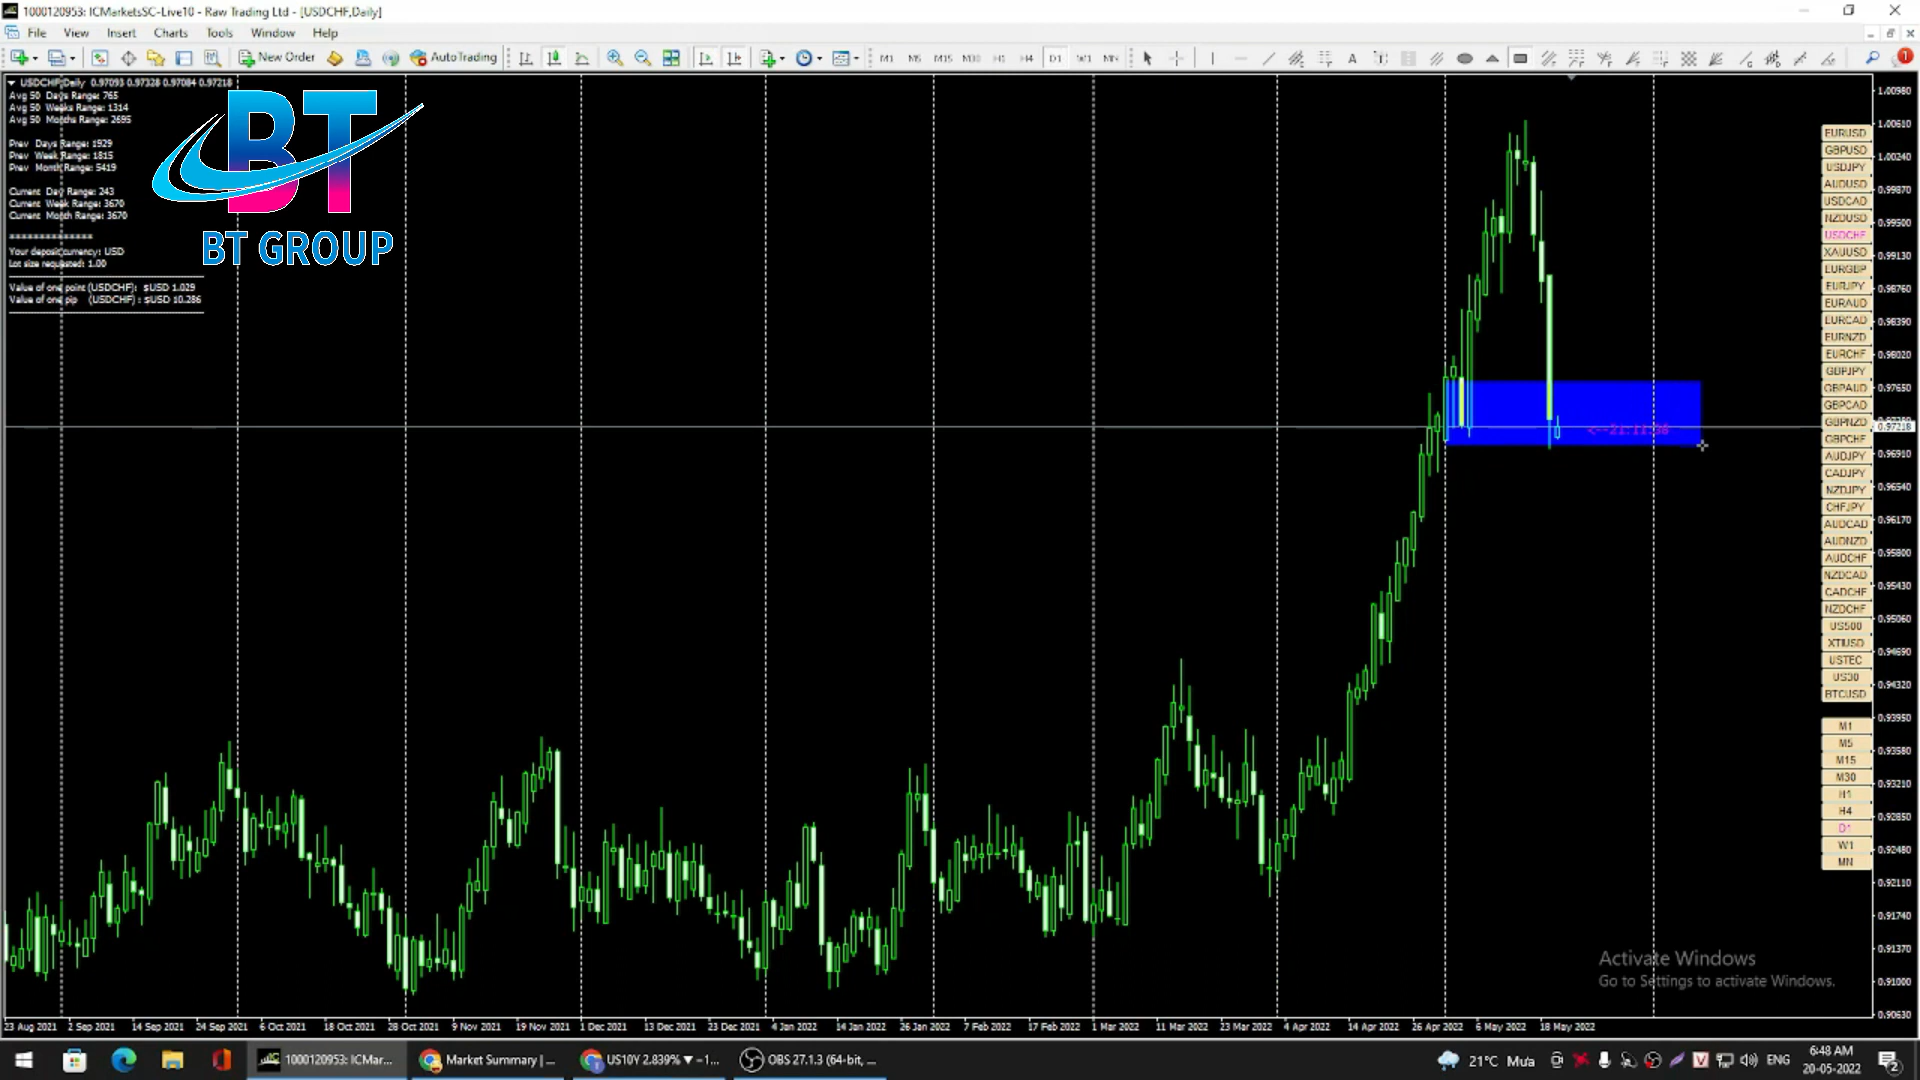 1000120953: ICMarketsSC-Live10 - Raw Trading Ltd - [USDCHF,Daily]
File View Insert Charts Tools Window Help
New Order AutoTrading M1 M5 M15 M30 H1 H4 D1 W1 MN
USDCHF,Daily 0.97093 0.97328 0.97084 0.97218
Avg 50 Days Range: 765
Avg 50 Weeks Range: 1314
Avg 50 Months Range: 2695
Prev Days Range: 1929
Prev Week Range: 1815
Prev Month Range: 5419
Current Day Range: 243
Current Week Range: 3670
Current Month Range: 3670
**************
Your deposit currency: USD
Lot size requested: 1.00
Value of one point (USDCHF): $USD 1.029
Value of one pip (USDCHF) : $USD 10.286
BT
BT GROUP
EURUSD
GBPUSD
USDJPY
AUDUSD
USDCAD
NZDUSD
USDCHF
XAUUSD
EURGBP
EURJPY
EURAUD
EURCAD
EURNZD
EURCHF
GBPJPY
GBPAUD
GBPCAD
GBPNZD
GBPCHF
AUDJPY
CADJPY
NZDJPY
CHFJPY
AUDCAD
AUDNZD
AUDCHF
NZDCAD
CADCHF
NZDCHF
US500
XTIUSD
USTEC
US30
BTCUSD
M1
M5
M15
M30
H1
H4
D1
W1
MN
1.00980
1.00610
1.00240
0.99870
0.99500
0.99130
0.98760
0.98390
0.98020
0.97650
0.97218
0.96910
0.96540
0.96170
0.95800
0.95430
0.95060
0.94690
0.94320
0.93950
0.93580
0.93210
0.92850
0.92480
0.92110
0.91740
0.91370
0.91000
0.90630
Activate Windows
Go to Settings to activate Windows.
23 Aug 2021 2 Sep 2021 14 Sep 2021 24 Sep 2021 6 Oct 2021 18 Oct 2021 28 Oct 2021 9 Nov 2021 19 Nov 2021 1 Dec 2021 13 Dec 2021 23 Dec 2021 4 Jan 2022 14 Jan 2022 26 Jan 2022 7 Feb 2022 17 Feb 2022 1 Mar 2022 11 Mar 2022 23 Mar 2022 4 Apr 2022 14 Apr 2022 26 Apr 2022 6 May 2022 18 May 2022
1000120953: ICMar... Market Summary | ... US10Y 2.839% ▼ −1... OBS 27.1.3 (64-bit, ... 21°C Mưa ENG 6:48 AM
20-05-2022